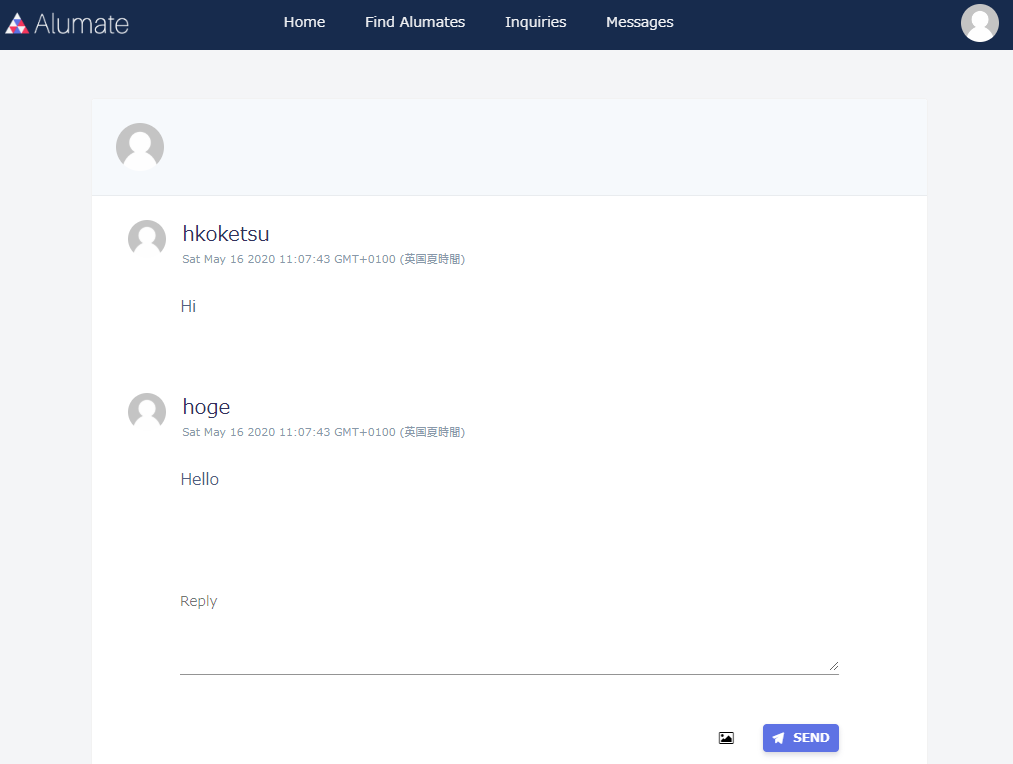 Alumate
Home Find Alumates Inquiries Messages
hkoketsu
Sat May 16 2020 11:07:43 GMT+0100 (英国夏時間)
Hi
hoge
Sat May 16 2020 11:07:43 GMT+0100 (英国夏時間)
Hello
Reply
SEND